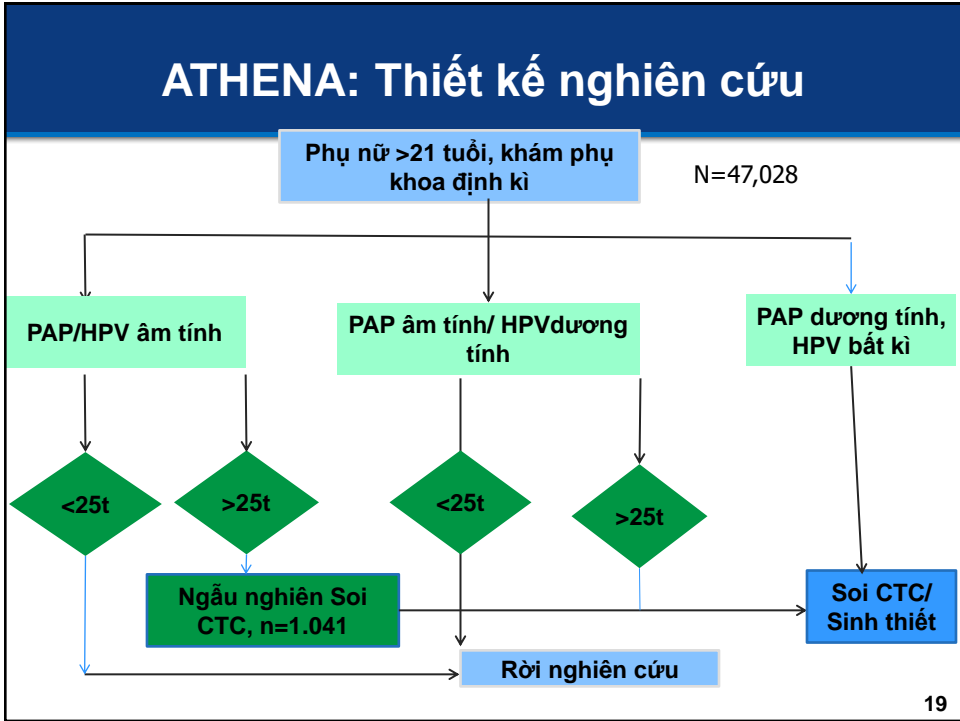 ATHENA: Thiết kế nghiên cứu
Phụ nữ >21 tuổi, khám phụ
khoa định kì
N=47,028
PAP/HPV âm tính
PAP âm tính/ HPVdương
tính
PAP dương tính,
HPV bất kì
<25t
>25t
<25t
>25t
Ngẫu nghiên Soi
CTC, n=1.041
Soi CTC/
Sinh thiết
Rời nghiên cứu
19